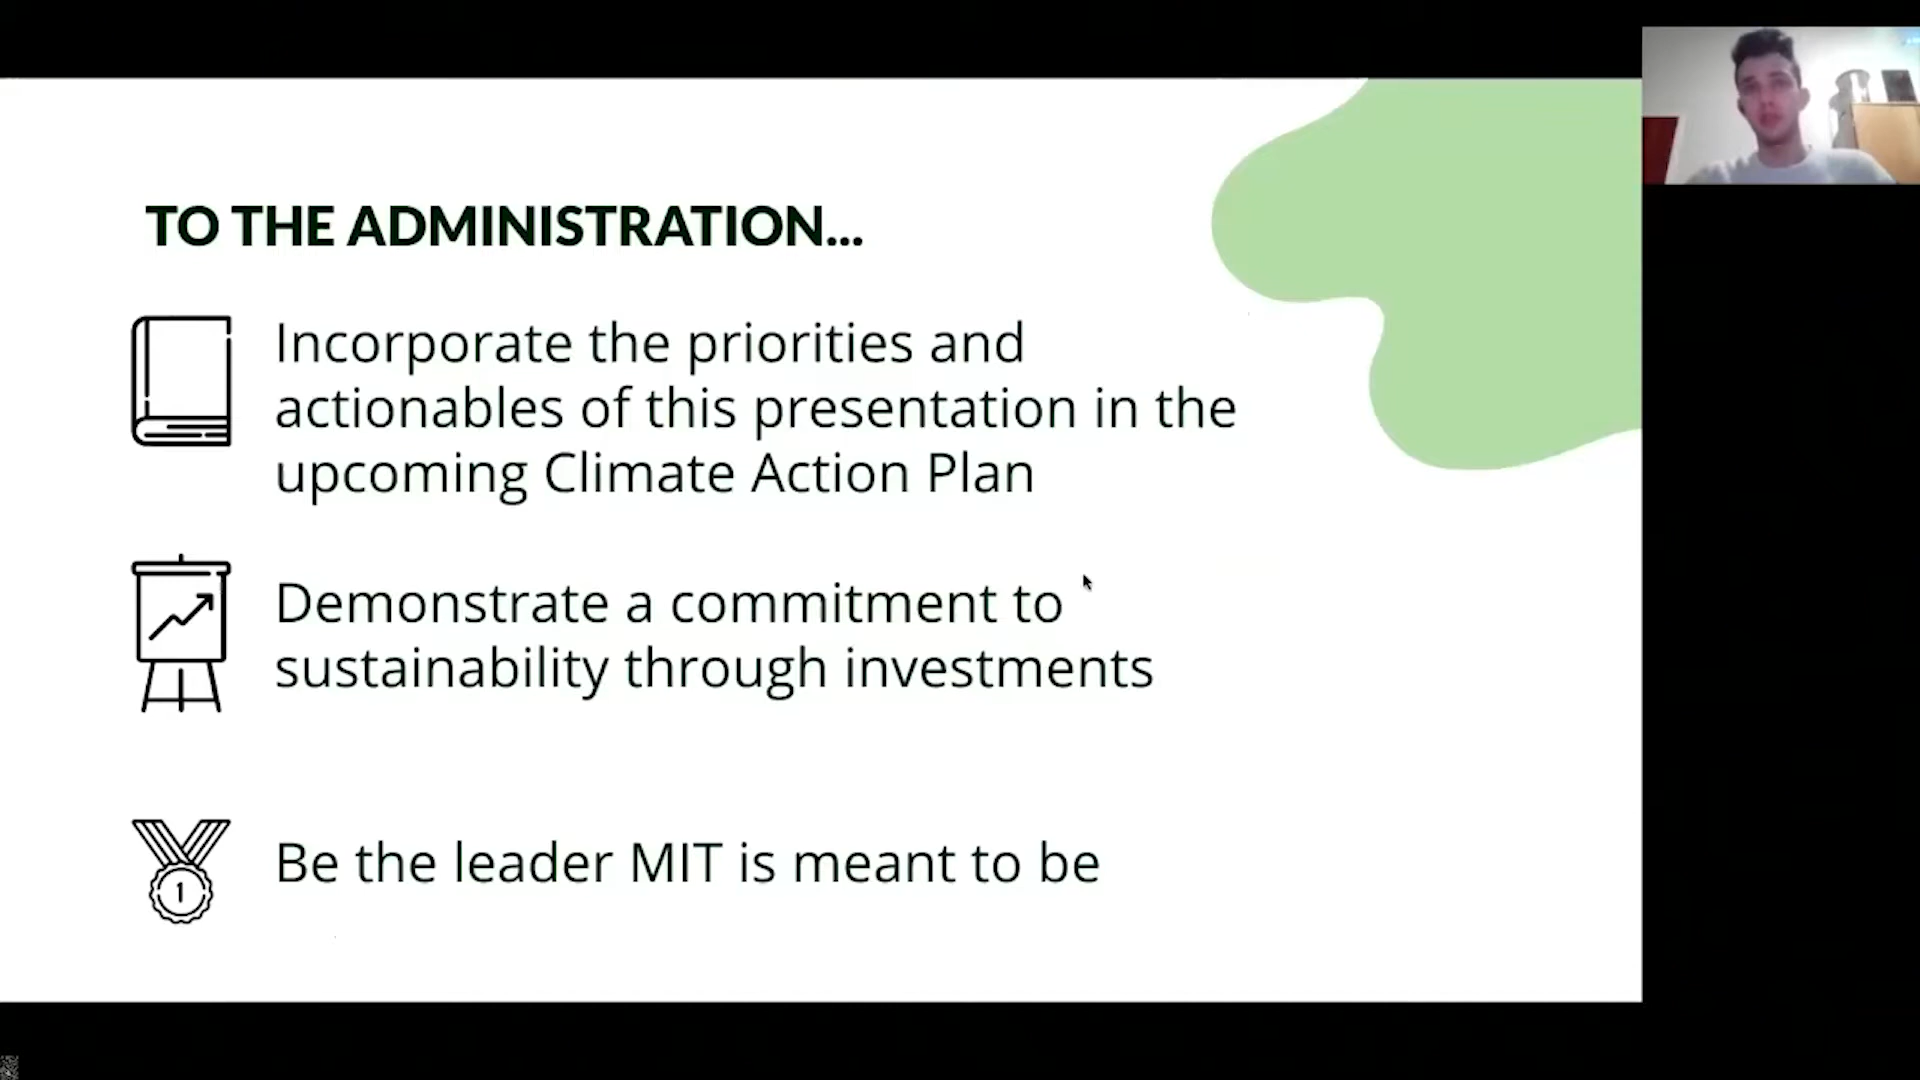 TO THE ADMINISTRATION...
Incorporate the priorities and
actionables of this presentation in the
upcoming Climate Action Plan
Demonstrate a commitment to
sustainability through investments
1
Be the leader MIT is meant to be